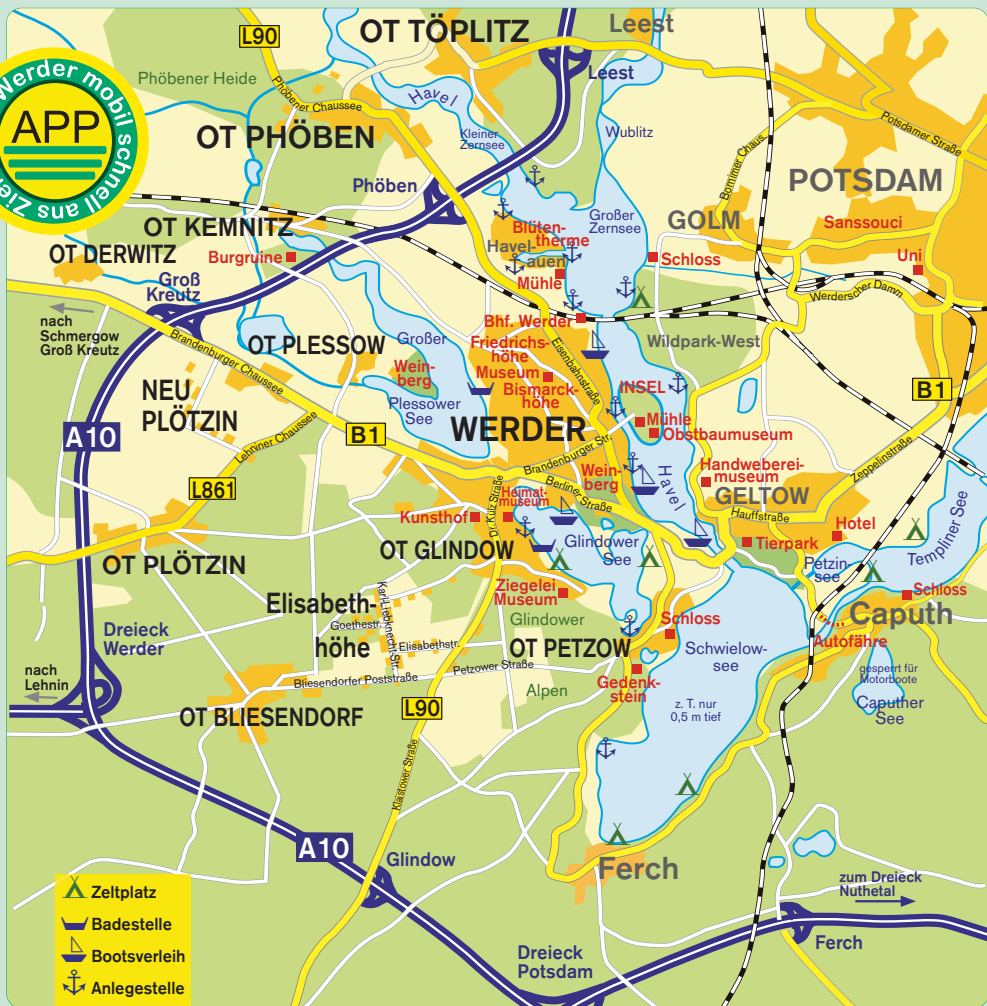 L90
OT TÖPLITZ
Leest
Werder mobil schnell ans Ziel
APP
Phöbener Heide
Phöbener Chaussee
Havel
Leest
Kleiner
Zernsee
Wublitz
Potsdamer Straße
OT PHÖBEN
Bornimer Chaus.
Phöben
POTSDAM
OT KEMNITZ
Großer
Zernsee
GOLM
Sanssouci
Blüten-
therme
Havel-
auen
Mühle
OT DERWITZ
Burgruine
Schloss
Uni
Groß
Kreutz
Werderscher Damm
nach
Schmergow
Groß Kreutz
Bhf. Werder
Brandenburger Chaussee
OT PLESSOW
Großer
Plessower
See
Wein-
berg
Friedrichs-
höhe
Museum
Bismarck-
höhe
Eisenbahnstraße
Wildpark-West
INSEL
B1
NEU
PLÖTZIN
Mühle
Obstbaumuseum
A10
Lehniner Chaussee
B1
WERDER
Brandenburger Str.
Zeppelinstraße
Wein-
berg
Havel
Handweberei-
museum
GELTOW
L861
Berliner Straße
Heimat-
museum
Dr. Külz Straße
Kunsthof
Hauffstraße
Hotel
Tierpark
Templiner See
OT PLÖTZIN
OT GLINDOW
Glindower
See
Petzin-
see
Ziegelei
Museum
Schloss
Caputh
Autofähre
Elisabeth-
höhe
Karl-Liebknecht-Str.
Goethestr.
Elisabethstr.
Glindower
Alpen
OT PETZOW
Schloss
Schwielow-
see
Dreieck
Werder
Petzower Straße
Bliesendorfer Poststraße
Gedenk-
stein
gesperrt für
Motorboote
Caputher
See
nach
Lehnin
OT BLIESENDORF
L90
z. T. nur
0,5 m tief
Klaistower Straße
A10
Glindow
Ferch
zum Dreieck
Nuthetal
Zeltplatz
Badestelle
Bootsverleih
Anlegestelle
Dreieck
Potsdam
Ferch